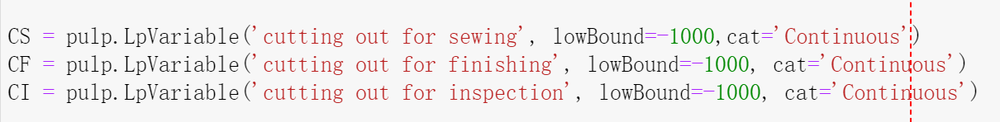 CS = pulp.LpVariable('cutting out for sewing', lowBound=-1000,cat='Continuous')
CF = pulp.LpVariable('cutting out for finishing', lowBound=-1000, cat='Continuous')
CI = pulp.LpVariable('cutting out for inspection', lowBound=-1000, cat='Continuous')